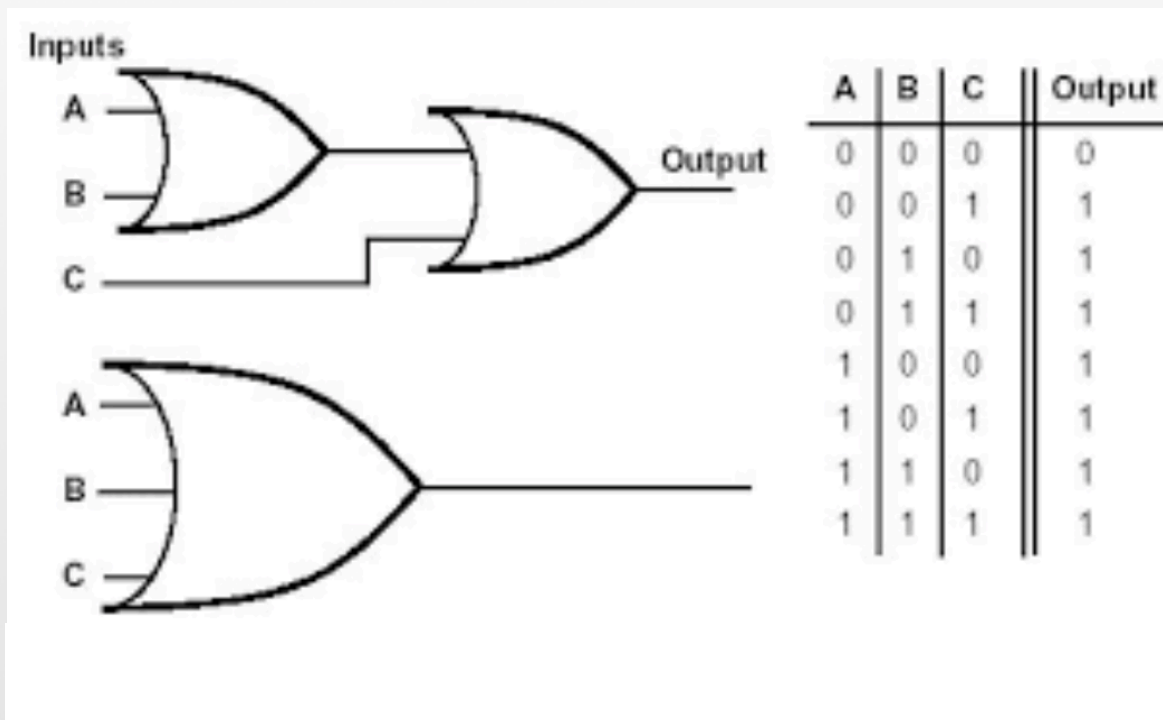 Inputs
A
B
C
Output
A
B
C
A B C Output
0 0 0 0
0 0 1 1
0 1 0 1
0 1 1 1
1 0 0 1
1 0 1 1
1 1 0 1
1 1 1 1